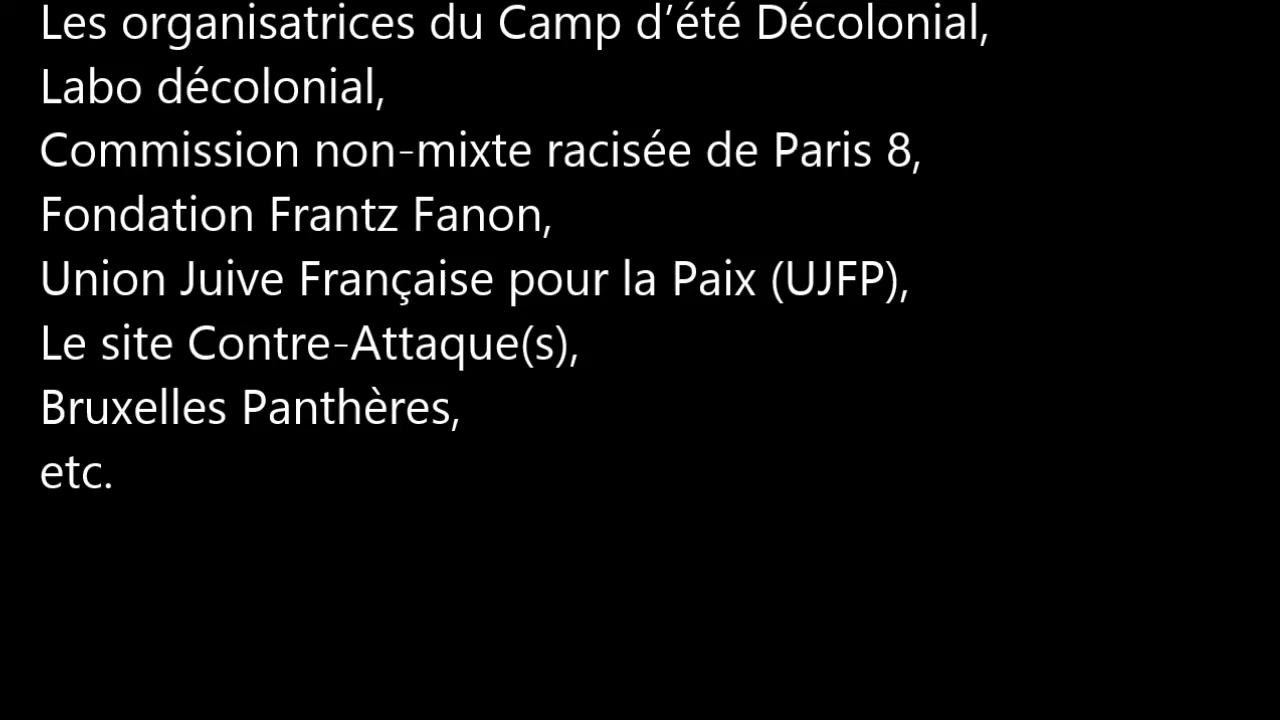 Les organisatrices du Camp d’été Décolonial,
Labo décolonial,
Commission non-mixte racisée de Paris 8,
Fondation Frantz Fanon,
Union Juive Française pour la Paix (UJFP),
Le site Contre-Attaque(s),
Bruxelles Panthères,
etc.